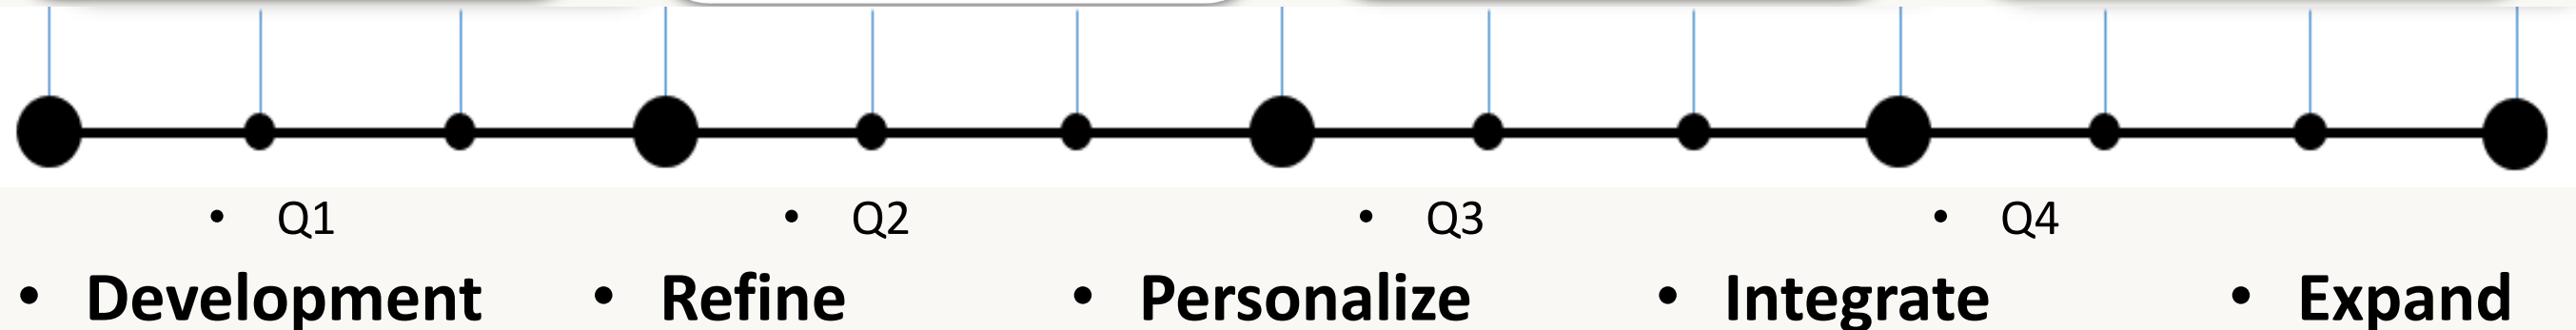 • Q1 • Q2 • Q3 • Q4
• Development • Refine • Personalize • Integrate • Expand